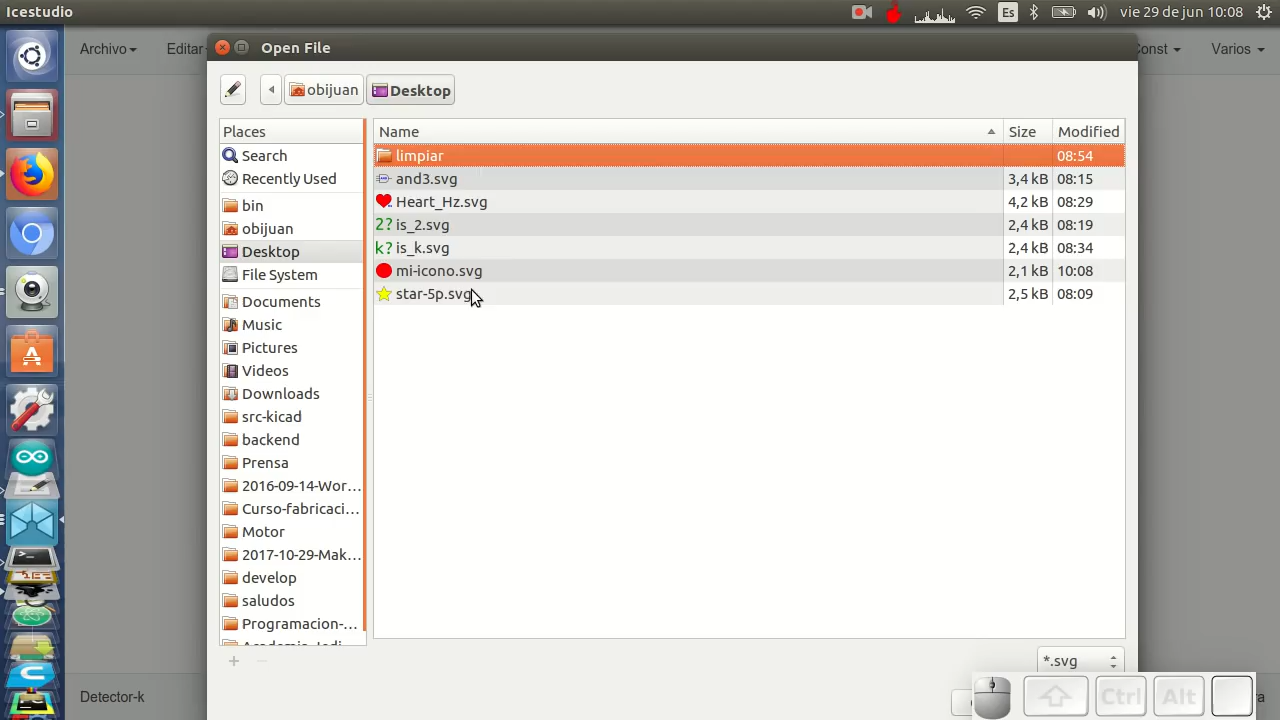 Icestudio
Es
vie 29 de jun 10:08
Archivo
Editar
Const
Varios
Open File
obijuan
Desktop
Places
Name
Size
Modified
Search
limpiar
08:54
Recently Used
and3.svg
3,4 kB
08:15
bin
Heart_Hz.svg
4,2 kB
08:29
obijuan
is_2.svg
2,4 kB
08:19
Desktop
is_k.svg
2,4 kB
08:34
File System
mi-icono.svg
2,1 kB
10:08
Documents
star-5p.svg
2,5 kB
08:09
Music
Pictures
Videos
Downloads
src-kicad
backend
Prensa
2016-09-14-Wor...
Curso-fabricaci...
Motor
2017-10-29-Mak...
develop
saludos
Programacion-...
*.svg
Detector-k
Ctrl
Alt